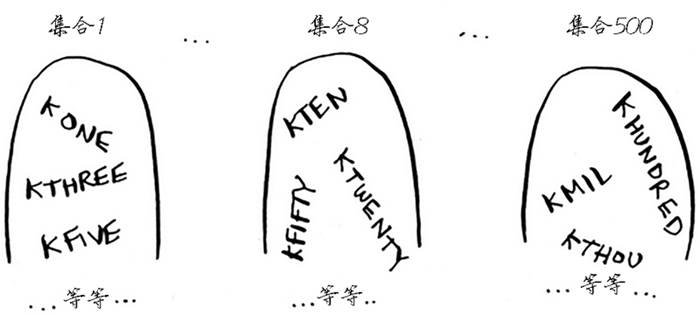 集合1
...
集合8
...
集合500
KONE
KTHREE
KFIVE
...等等...
KTEN
KTWENTY
KFIFTY
...等等..
KHUNDRED
KMIL
KTHOU
...等等...